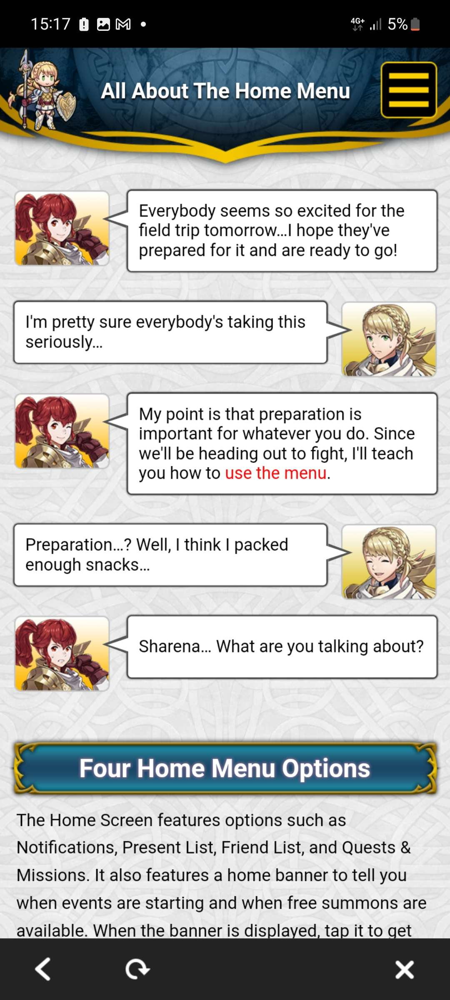 15:17
4G+
5%
All About The Home Menu
Everybody seems so excited for the
field trip tomorrow...I hope they've
prepared for it and are ready to go!
I'm pretty sure everybody's taking this
seriously...
My point is that preparation is
important for whatever you do. Since
we'll be heading out to fight, I'll teach
you how to use the menu.
Preparation...? Well, I think I packed
enough snacks...
Sharena... What are you talking about?
Four Home Menu Options
The Home Screen features options such as
Notifications, Present List, Friend List, and Quests &
Missions. It also features a home banner to tell you
when events are starting and when free summons are
available. When the banner is displayed, tap it to get